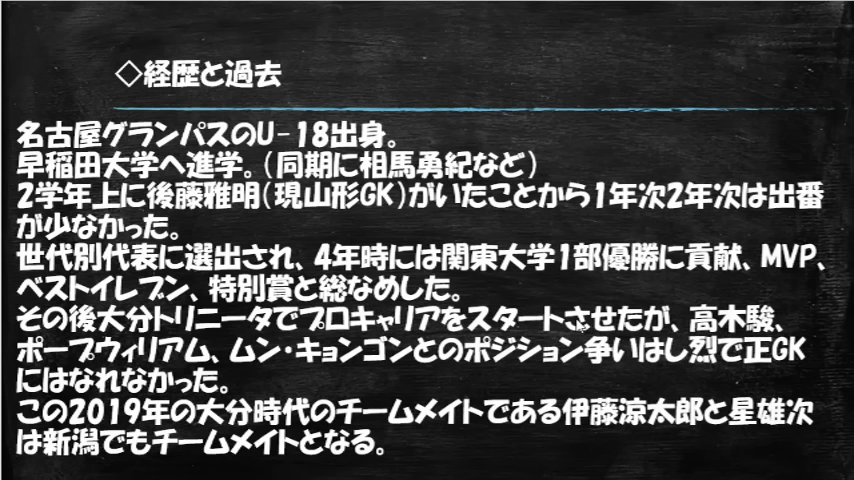 ◇経歴と過去
名古屋グランパスのU-18出身。
早稲田大学へ進学。(同期に相馬勇紀など)
2学年上に後藤雅明(現山形GK)がいたことから1年次2年次は出番
が少なかった。
世代別代表に選出され、4年時には関東大学1部優勝に貢献、MVP、
ベストイレブン、特別賞と総なめした。
その後大分トリニータでプロキャリアをスタートさせたが、高木駿、
ポープウィリアム、ムン・キョンゴンとのポジション争いはし烈で正GK
にはなれなかった。
この2019年の大分時代のチームメイトである伊藤涼太郎と星雄次
は新潟でもチームメイトとなる。